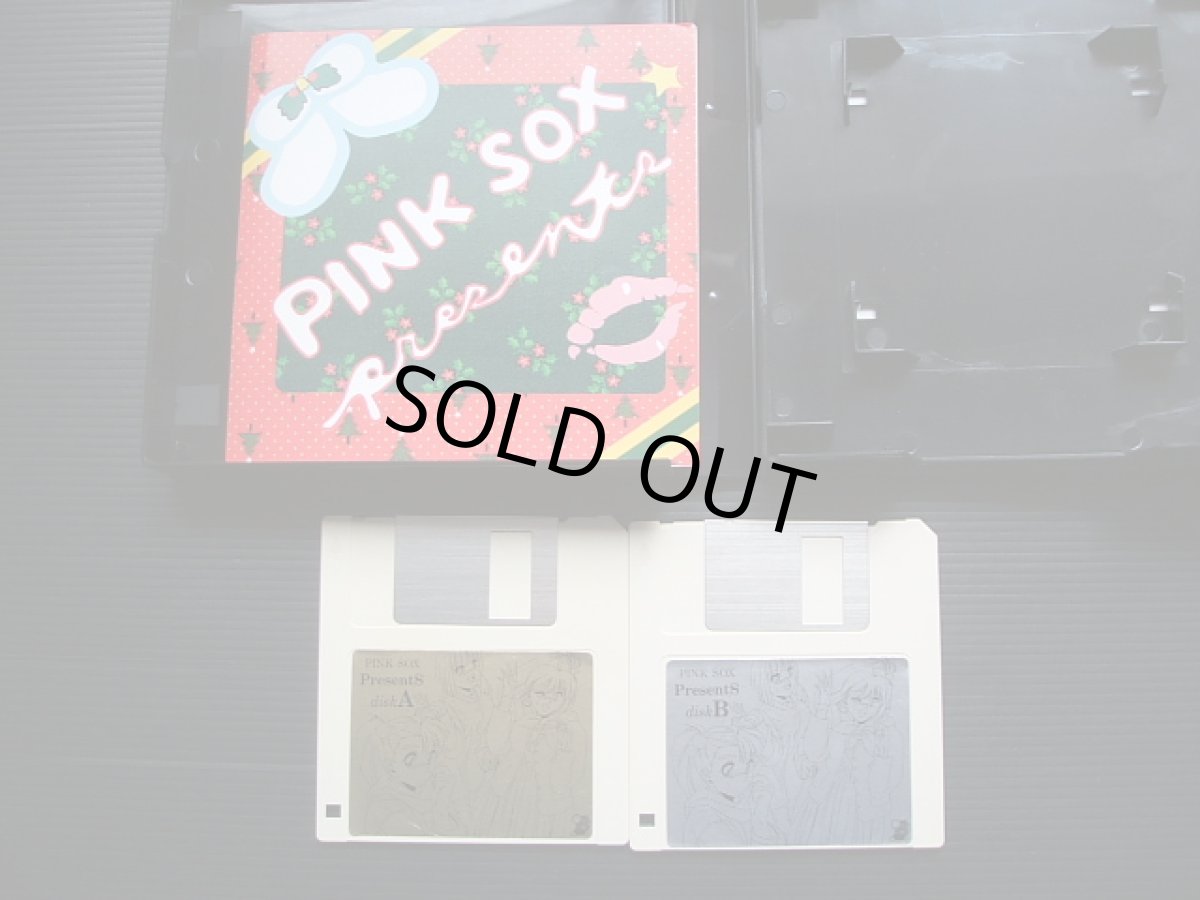 PINK SOX
Presents
SOLD OUT
PINK SOX
PresentS
diskA
PINK SOX
PresentS
diskB